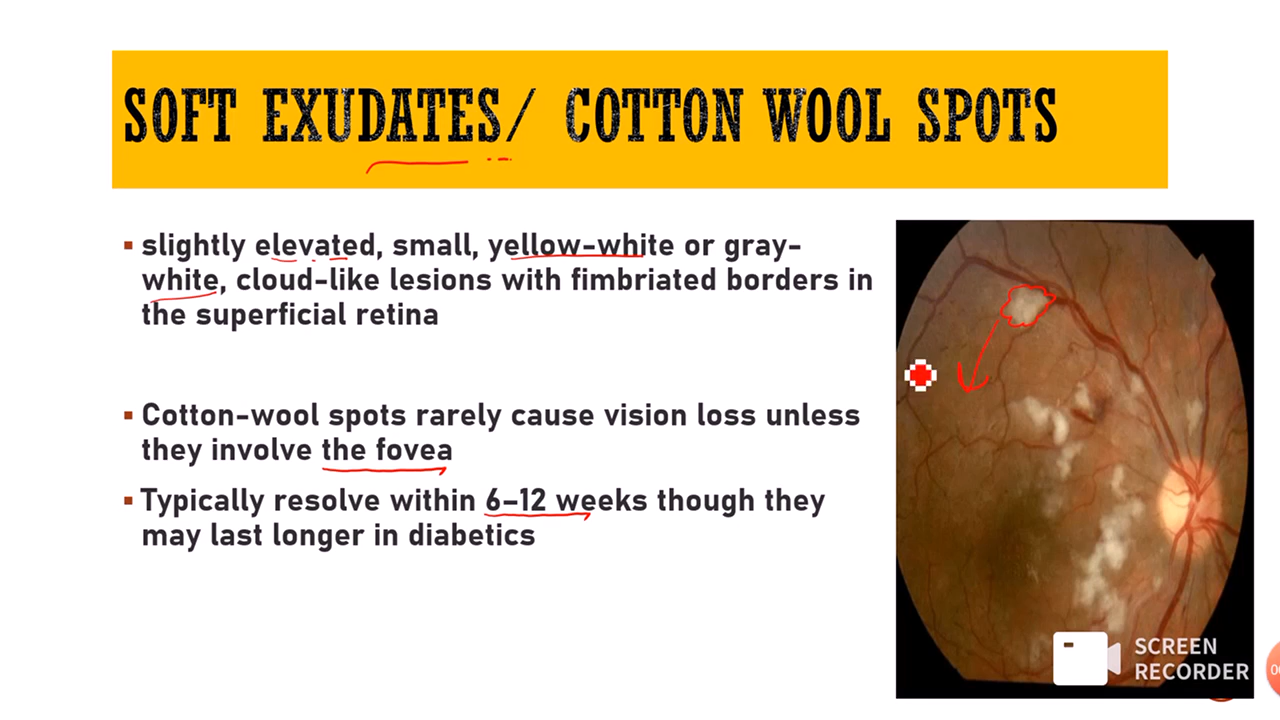 SOFT EXUDATES/ COTTON WOOL SPOTS
▪ slightly elevated, small, yellow-white or gray-
white, cloud-like lesions with fimbriated borders in
the superficial retina
▪ Cotton-wool spots rarely cause vision loss unless
they involve the fovea
▪ Typically resolve within 6–12 weeks though they
may last longer in diabetics
SCREEN
RECORDER